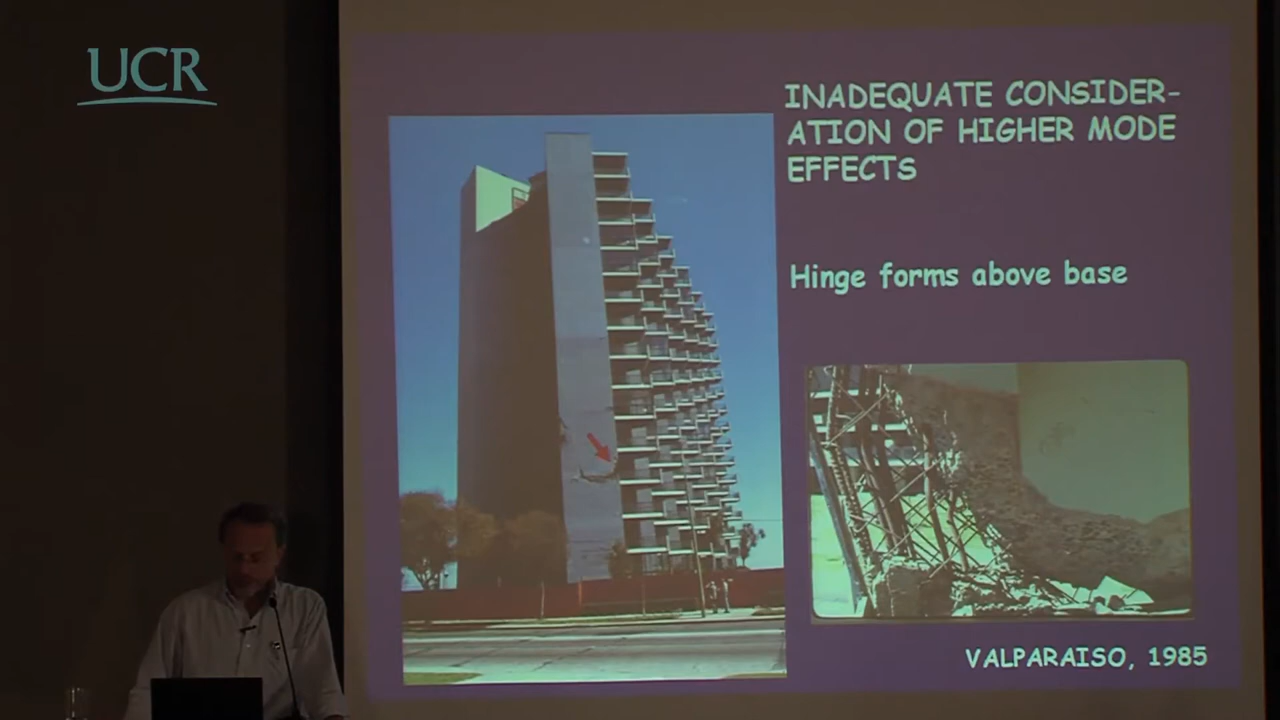 UCR
INADEQUATE CONSIDER-
ATION OF HIGHER MODE
EFFECTS
Hinge forms above base
VALPARAISO, 1985